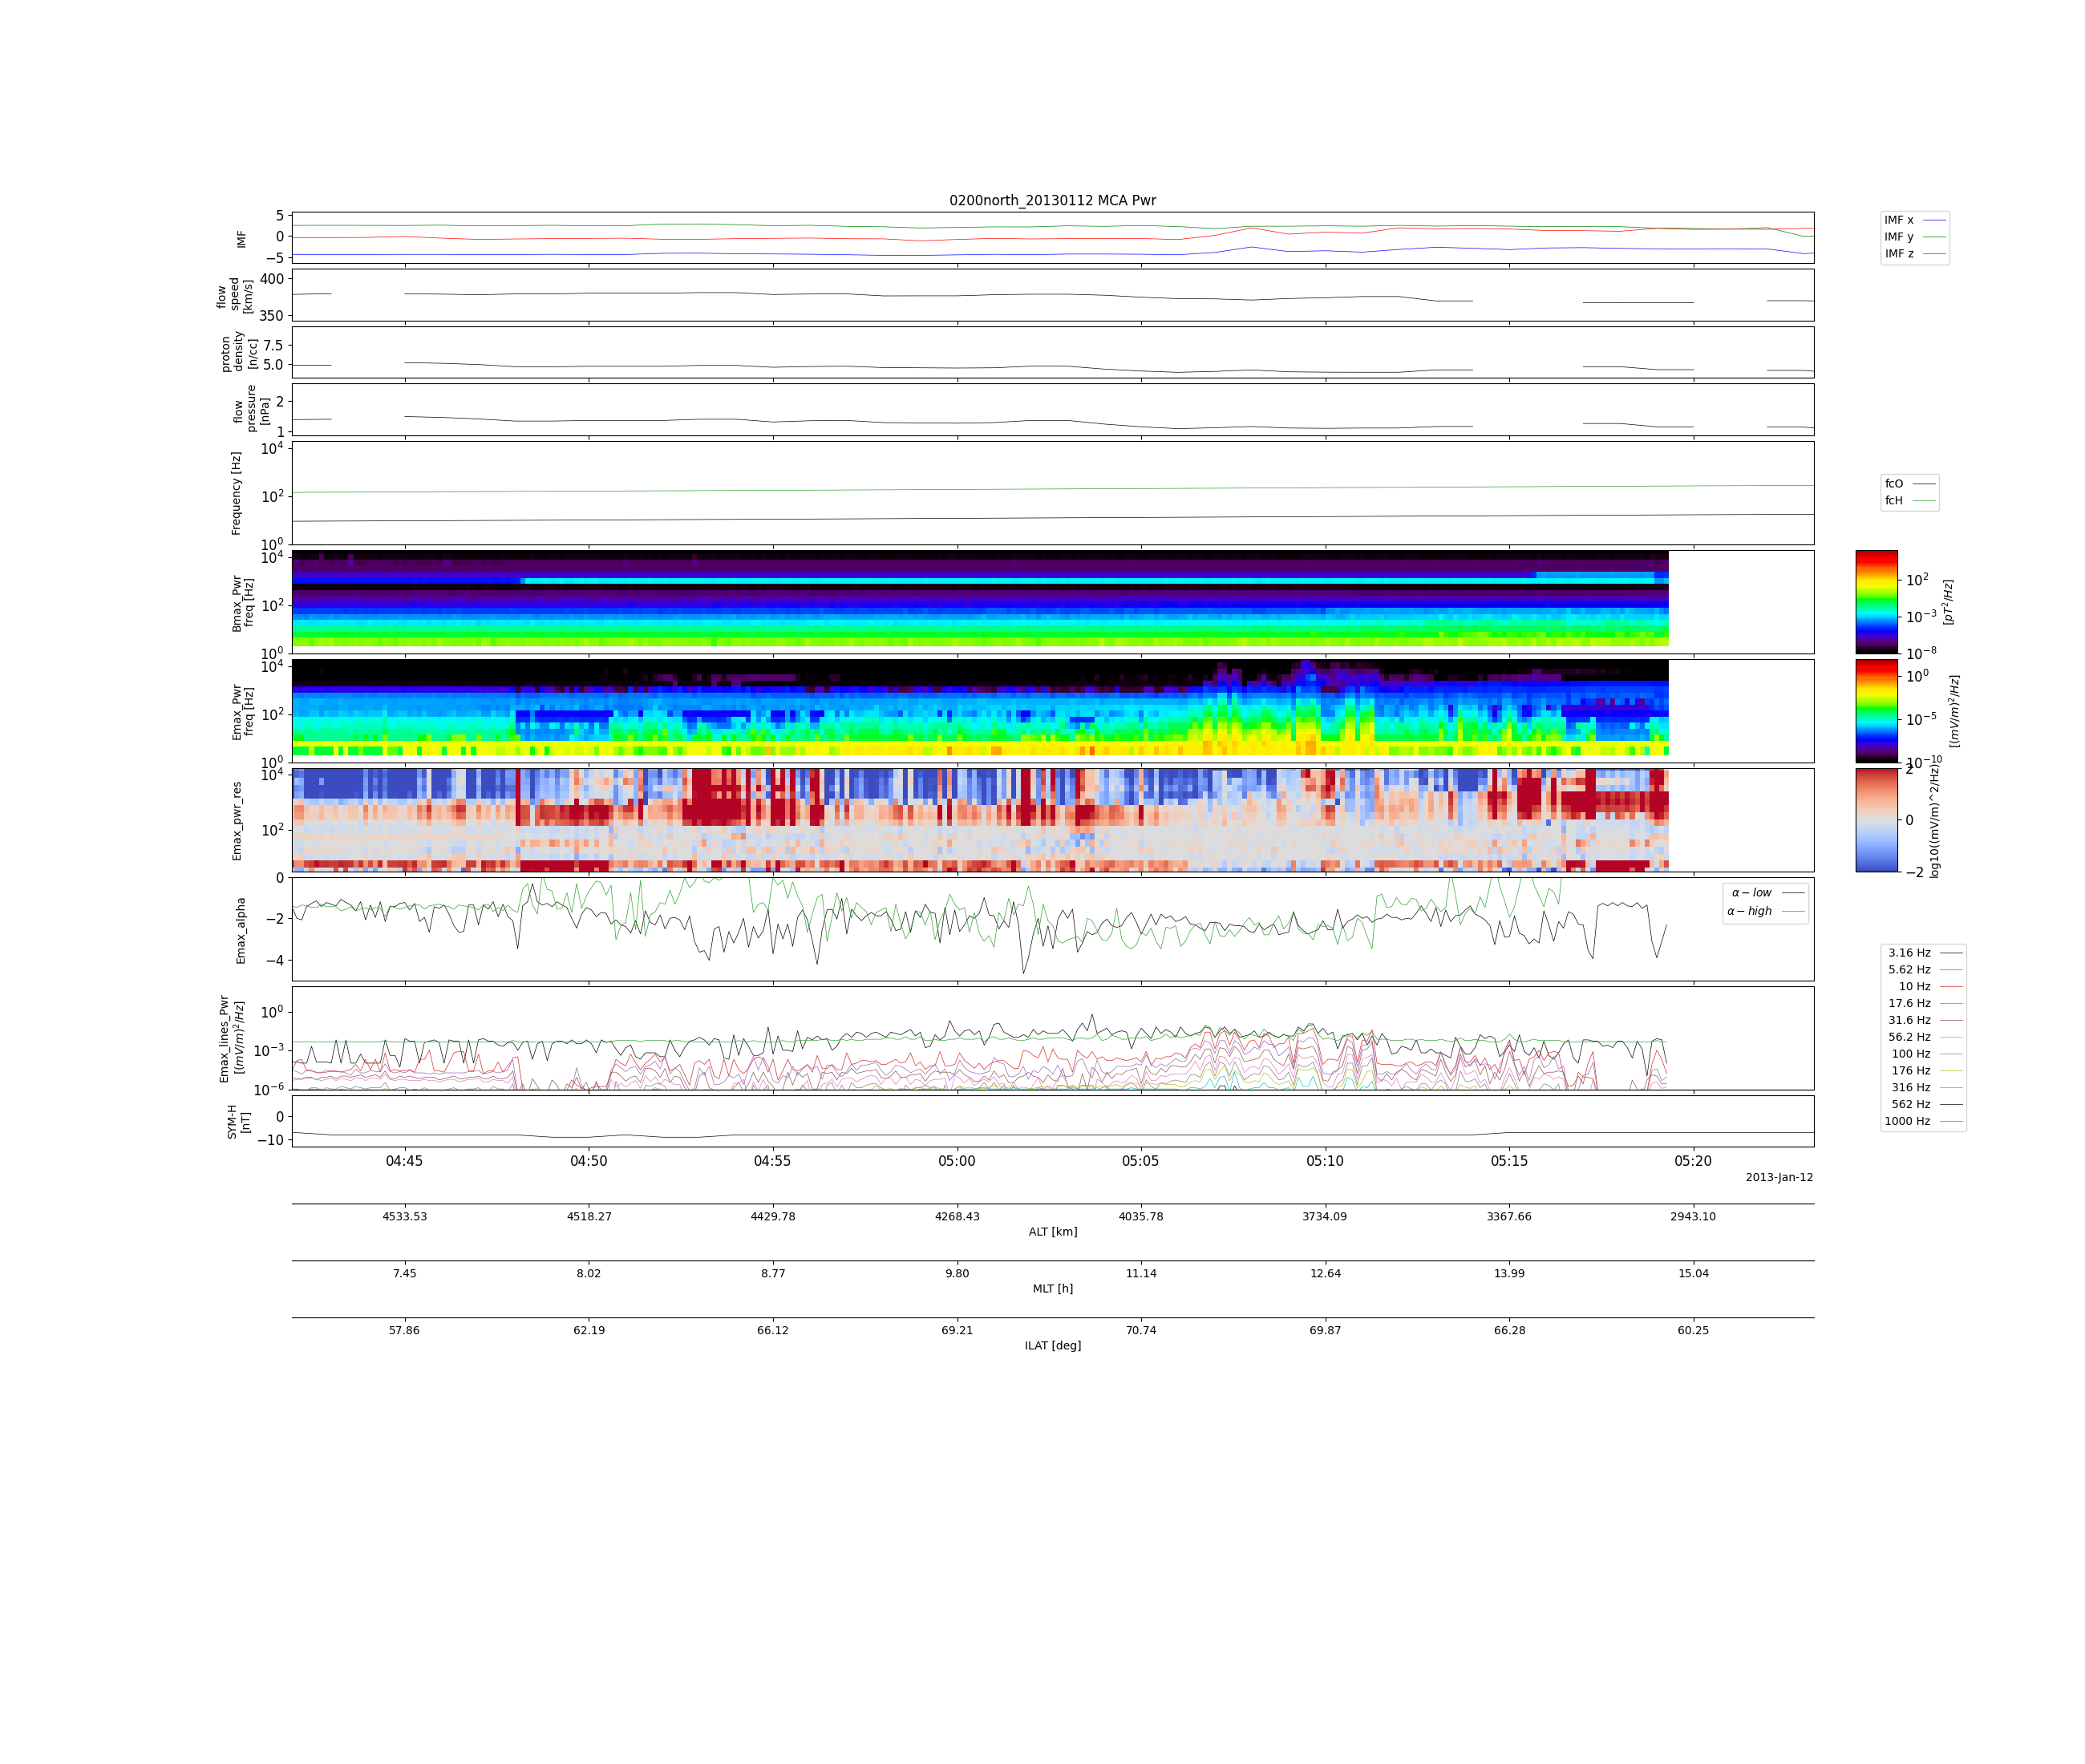 0200north_20130112 MCA Pwr
IMF
5
0
−5
IMF x
IMF y
IMF z
flow
speed
[km/s]
400
350
proton
density
[n/cc]
7.5
5.0
flow
pressure
[nPa]
2
1
Frequency [Hz]
10^4
10^2
10^0
fcO
fcH
Bmax_Pwr
freq [Hz]
10^4
10^2
10^0
10^2
10^−3
10^−8
[pT^2/Hz]
Emax_Pwr
freq [Hz]
10^4
10^2
10^0
10^0
10^−5
10^−10
[(mV/m)^2/Hz]
Emax_pwr_res
10^4
10^2
2
0
−2
log10((mV/m)^2/Hz)
Emax_alpha
0
−2
−4
α − low
α − high
Emax_lines_Pwr
[(mV/m)^2/Hz]
10^0
10^−3
10^−6
3.16 Hz
5.62 Hz
10 Hz
17.6 Hz
31.6 Hz
56.2 Hz
100 Hz
176 Hz
316 Hz
562 Hz
1000 Hz
SYM-H
[nT]
0
−10
04:45 04:50 04:55 05:00 05:05 05:10 05:15 05:20
2013-Jan-12
4533.53 4518.27 4429.78 4268.43 4035.78 3734.09 3367.66 2943.10
ALT [km]
7.45 8.02 8.77 9.80 11.14 12.64 13.99 15.04
MLT [h]
57.86 62.19 66.12 69.21 70.74 69.87 66.28 60.25
ILAT [deg]